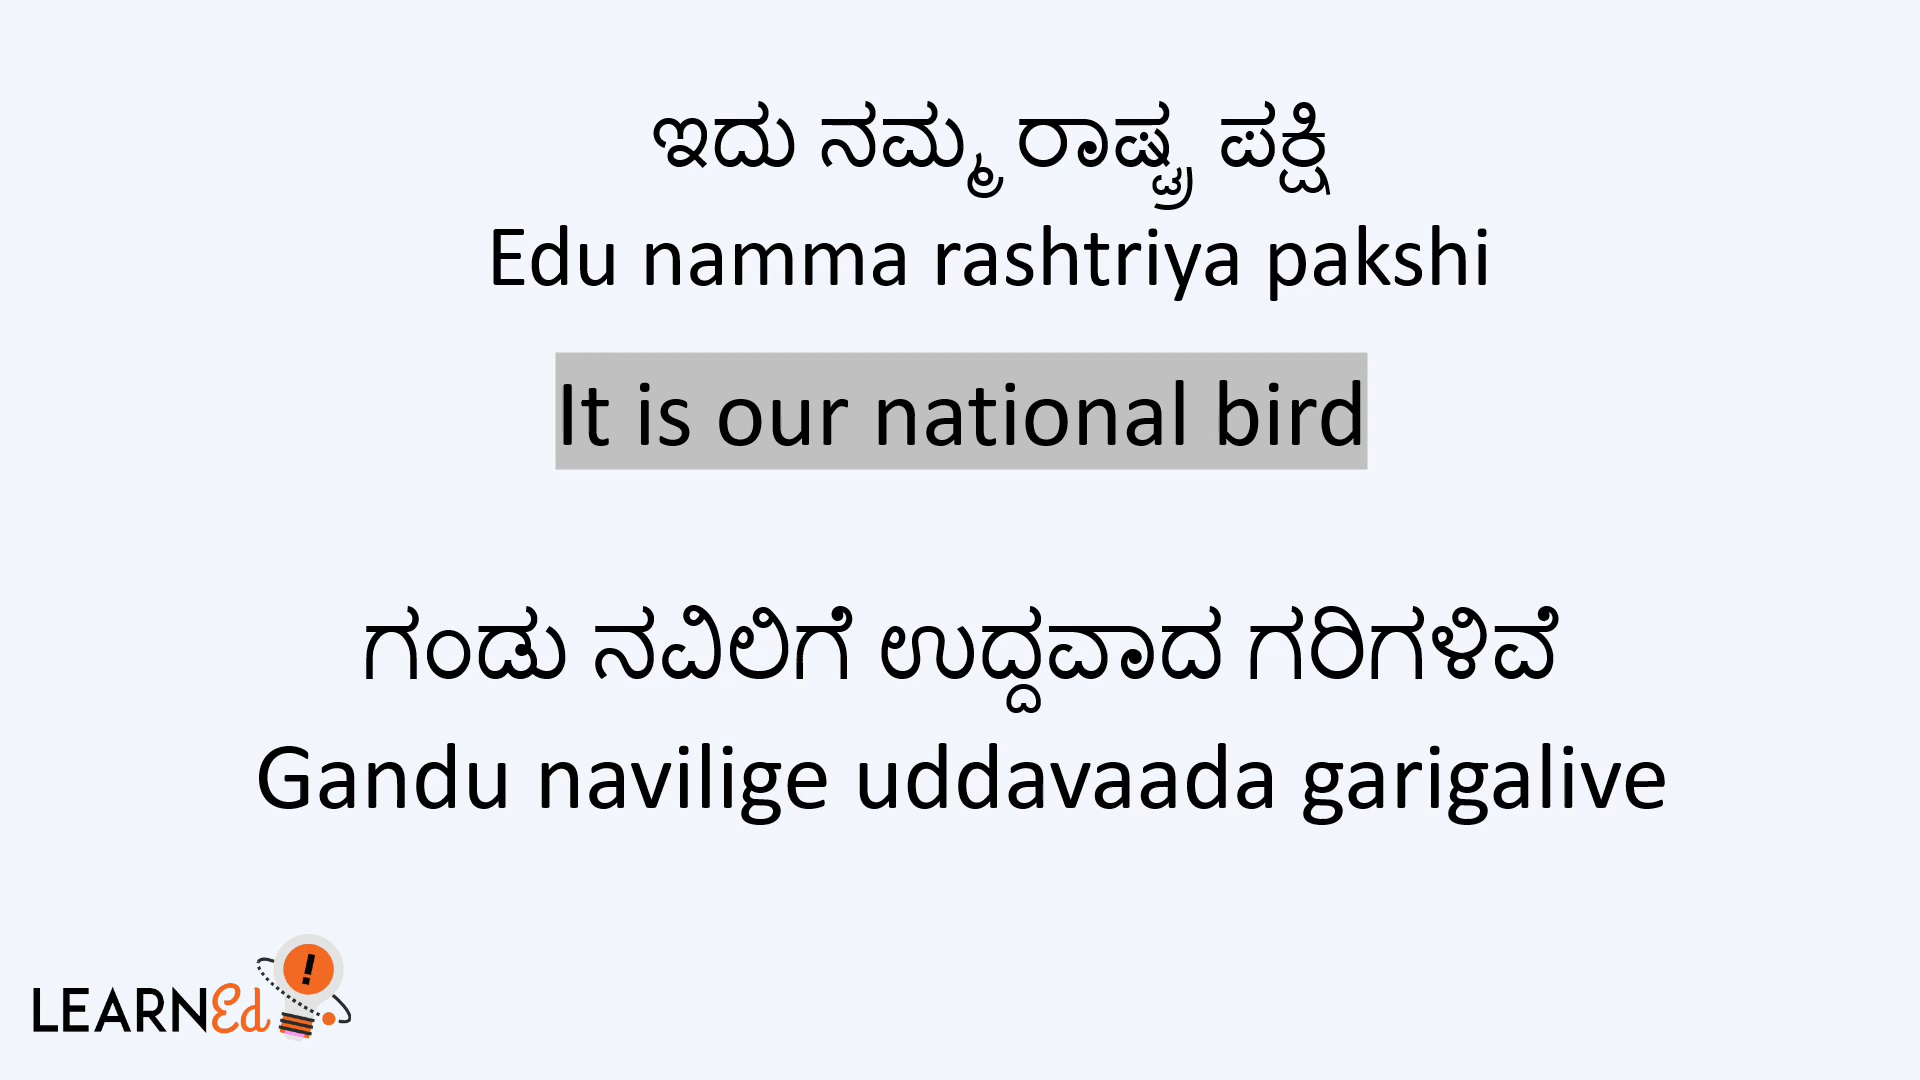 ಇದು ನಮ್ಮ ರಾಷ್ಟ್ರ ಪಕ್ಷಿ
Edu namma rashtriya pakshi
It is our national bird
ಗಂಡು ನವಿಲಿಗೆ ಉದ್ದವಾದ ಗರಿಗಳಿವೆ
Gandu navilige uddavaada garigalive
LEARNEd